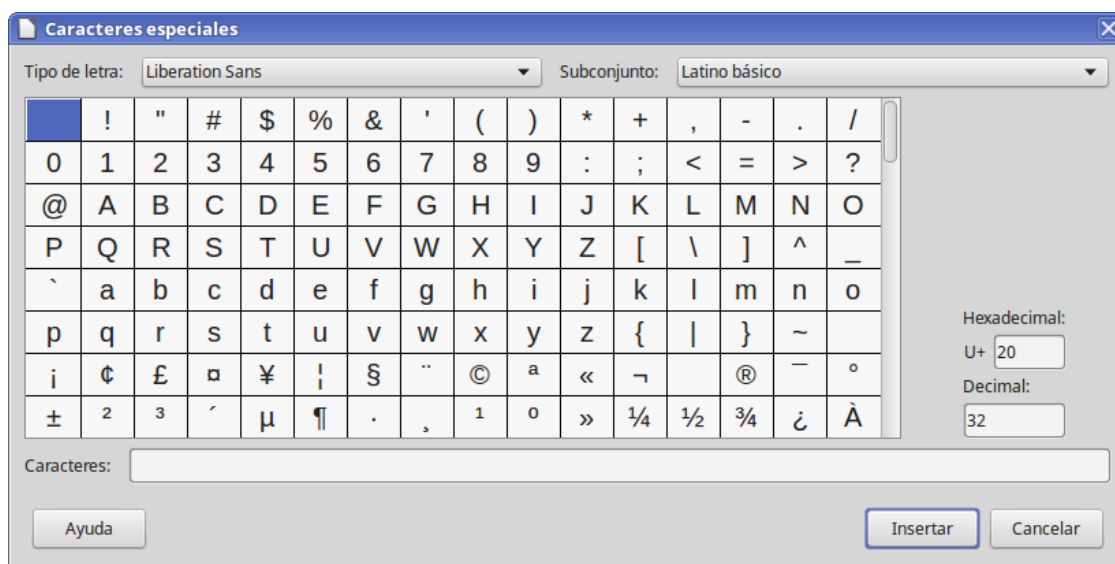 Caracteres especiales
Tipo de letra: Liberation Sans Subconjunto: Latino básico
! " # $ % & ' ( ) * + , - . /
0 1 2 3 4 5 6 7 8 9 : ; < = > ?
@ A B C D E F G H I J K L M N O
P Q R S T U V W X Y Z [ \ ] ^ _
` a b c d e f g h i j k l m n o
p q r s t u v w x y z { | } ~
¡ ¢ £ ¤ ¥ ¦ § ¨ © ª « ¬ ® ¯ °
± ² ³ ´ µ ¶ · ¸ ¹ º » ¼ ½ ¾ ¿ À
Hexadecimal:
U+ 20
Decimal:
32
Caracteres:
Ayuda Insertar Cancelar